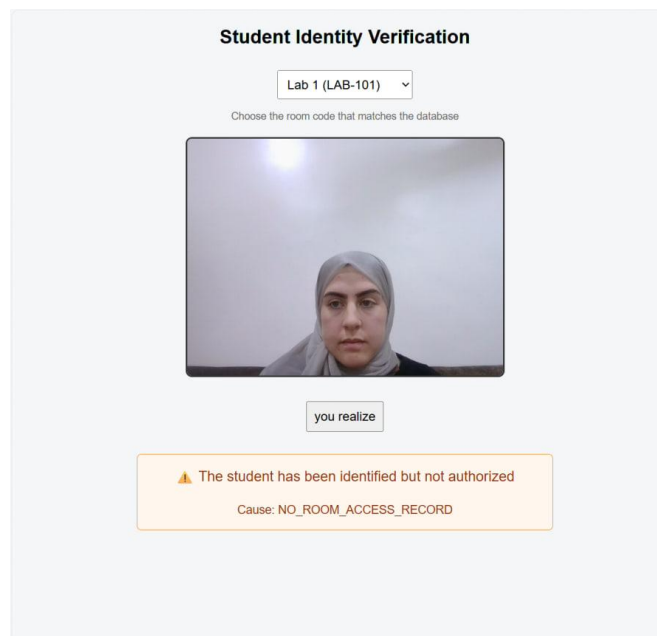 Student Identity Verification
Lab 1 (LAB-101)
Choose the room code that matches the database
you realize
⚠ The student has been identified but not authorized
Cause: NO_ROOM_ACCESS_RECORD